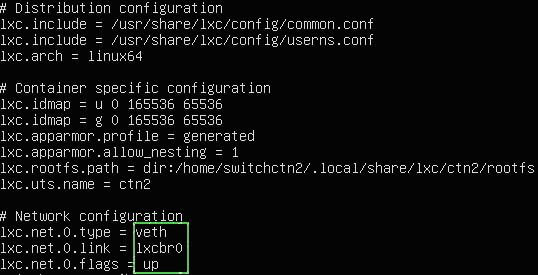 # Distribution configuration
lxc.include = /usr/share/lxc/config/common.conf
lxc.include = /usr/share/lxc/config/userns.conf
lxc.arch = linux64
# Container specific configuration
lxc.idmap = u 0 165536 65536
lxc.idmap = g 0 165536 65536
lxc.apparmor.profile = generated
lxc.apparmor.allow_nesting = 1
lxc.rootfs.path = dir:/home/switchctn2/.local/share/lxc/ctn2/rootfs
lxc.uts.name = ctn2
# Network configuration
lxc.net.0.type = veth
lxc.net.0.link = lxcbr0
lxc.net.0.flags = up